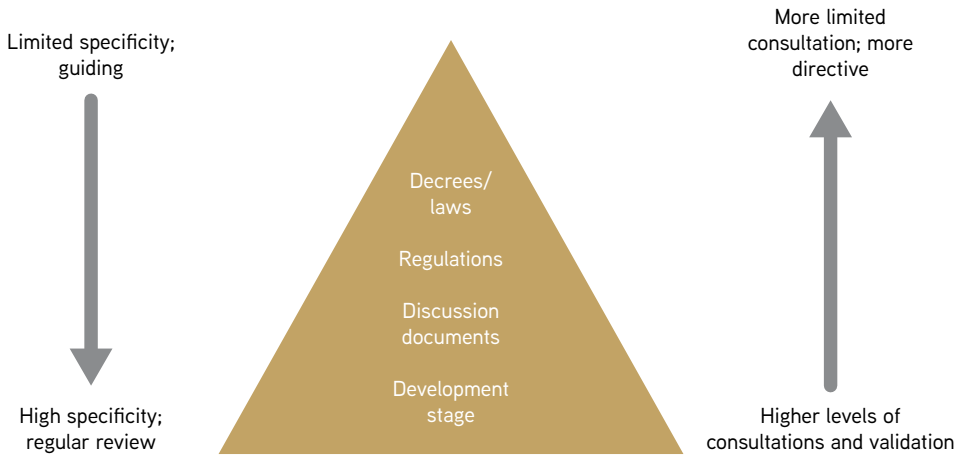 Limited specificity;
guiding
More limited
consultation; more
directive
Decrees/
laws
Regulations
Discussion
documents
Development
stage
High specificity;
regular review
Higher levels of
consultations and validation